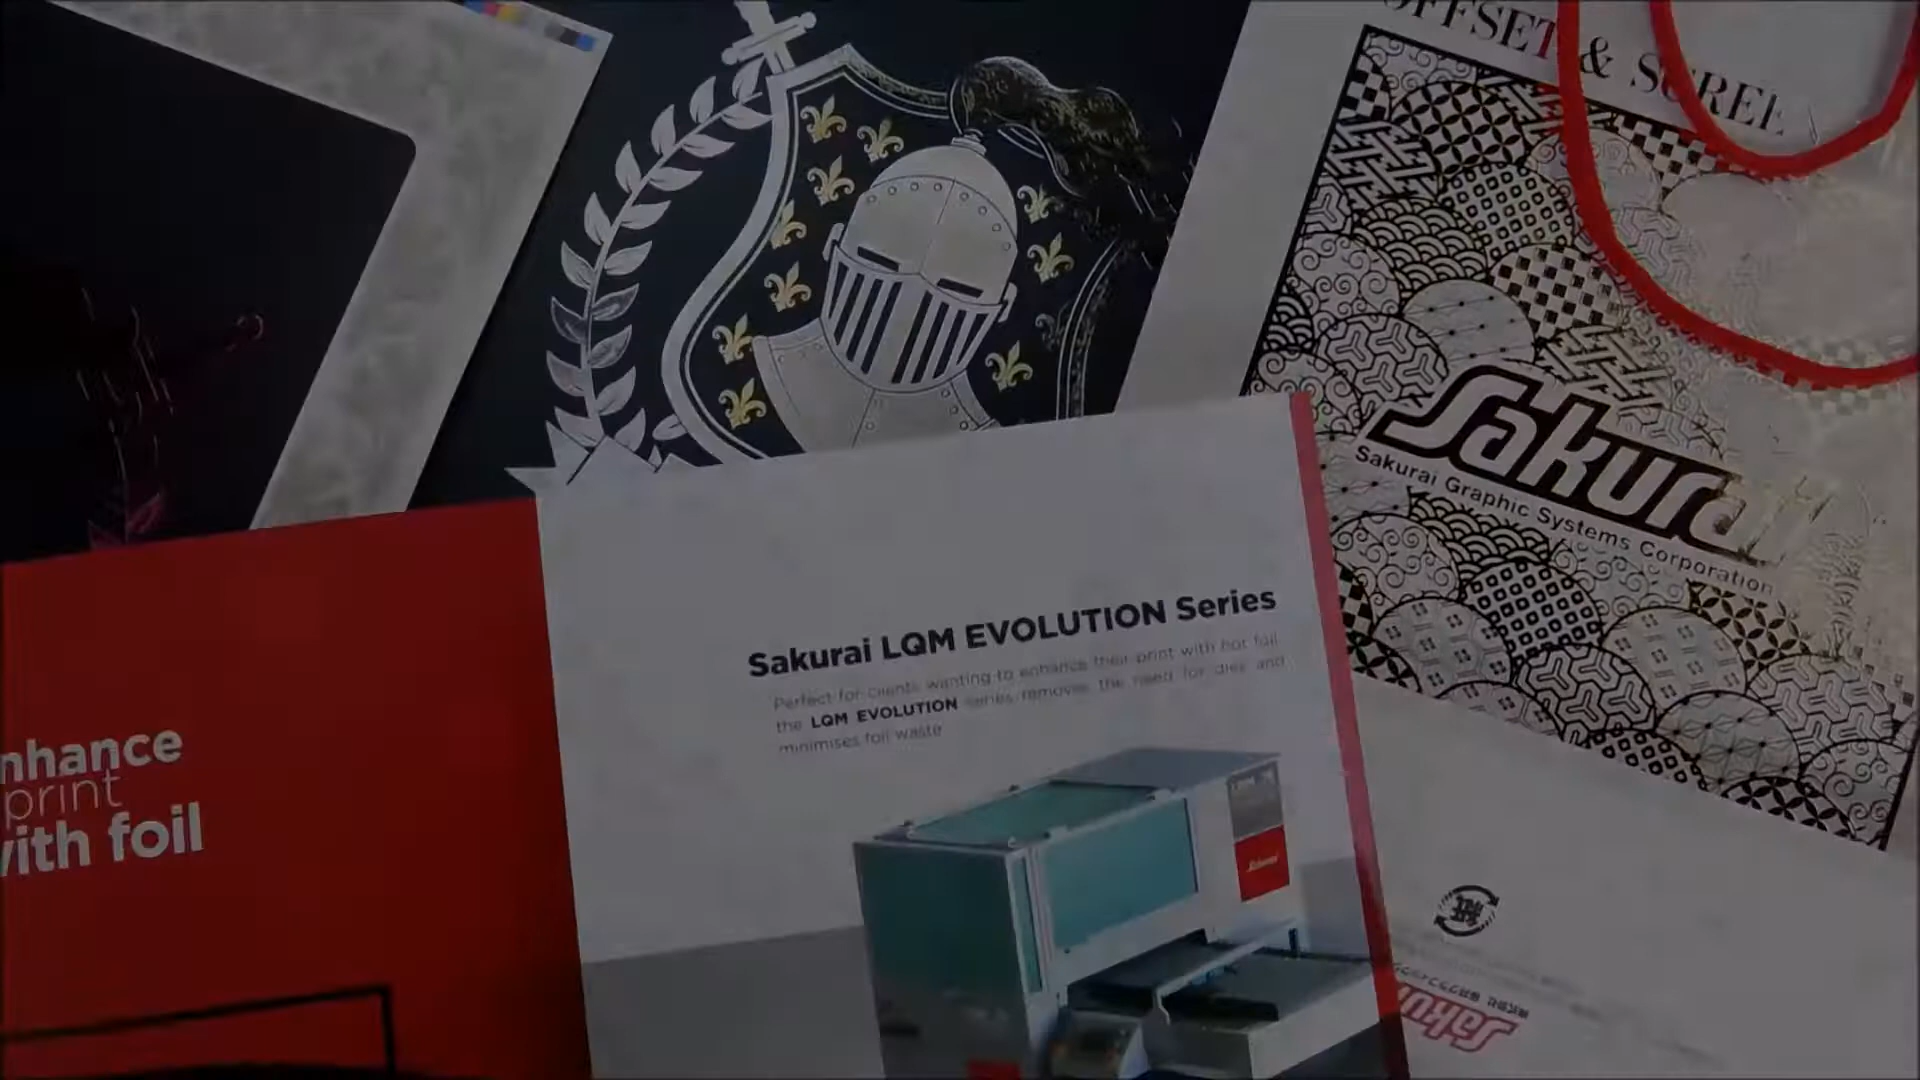 OFFSET & SCREE
Sakurai
Sakurai Graphic Systems Corporation
Sakurai LQM EVOLUTION Series
Perfect for clients wanting to enhance their print with hot foil
the LQM EVOLUTION series removes the need for dies and
minimises foil waste
nhance
print
with foil
Sakurai